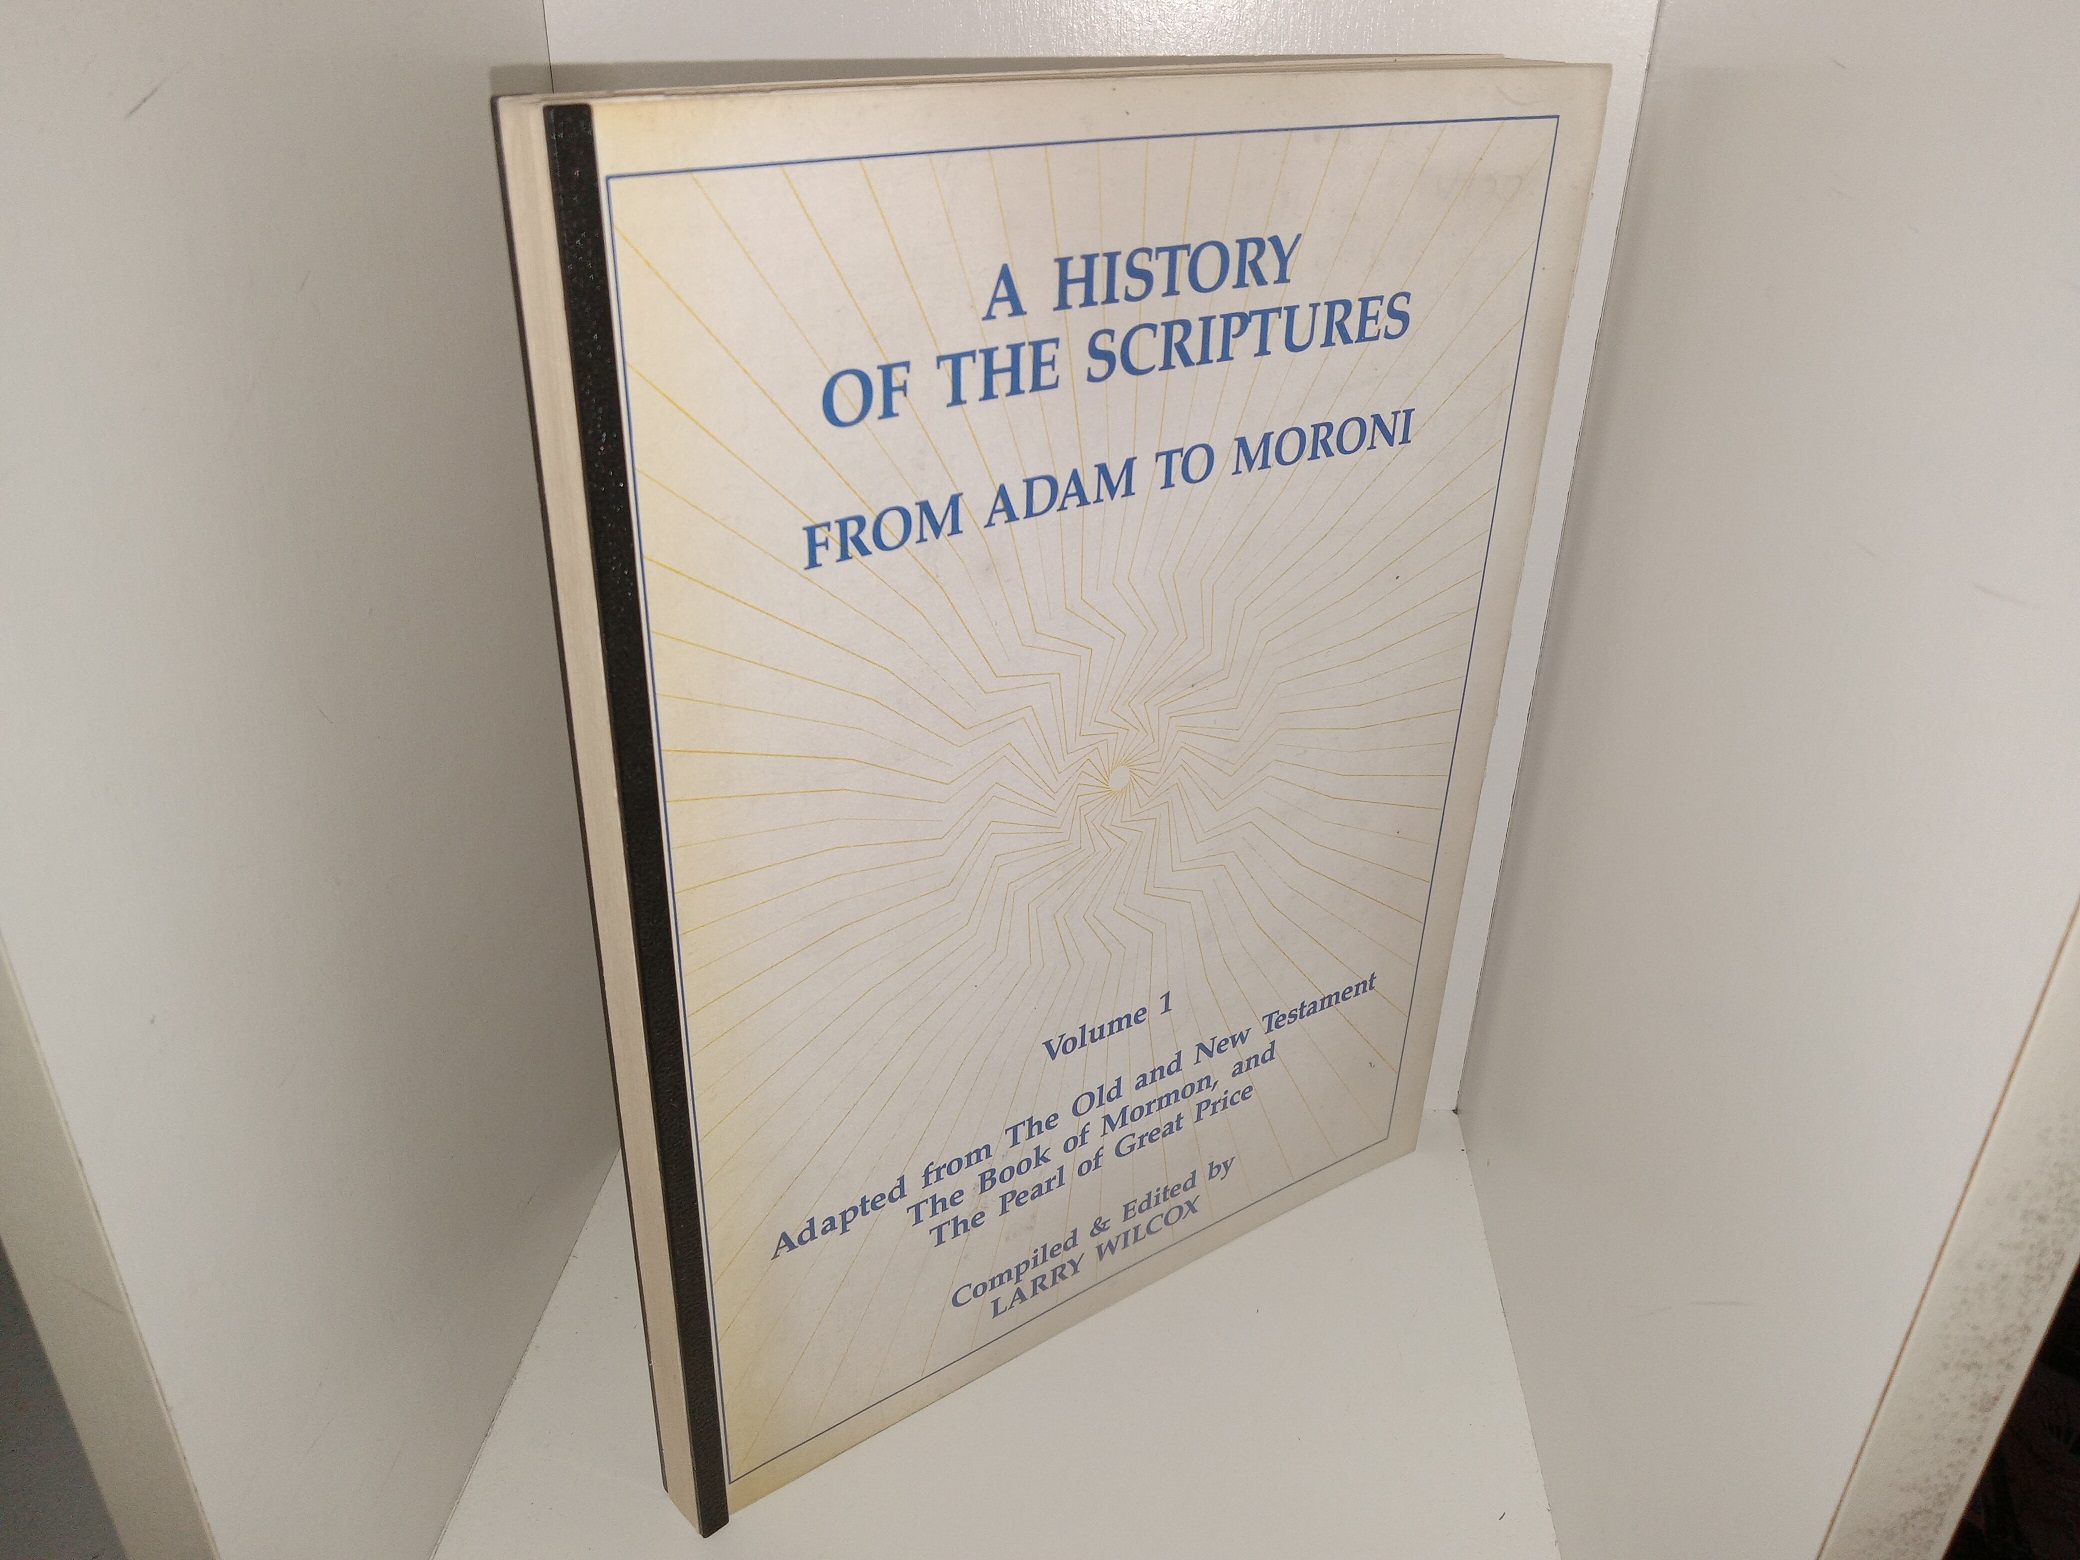 A HISTORY
OF THE SCRIPTURES
FROM ADAM TO MORONI
Volume 1
Adapted from The Old and New Testament
The Book of Mormon, and
The Pearl of Great Price
Compiled & Edited by
LARRY WILCOX